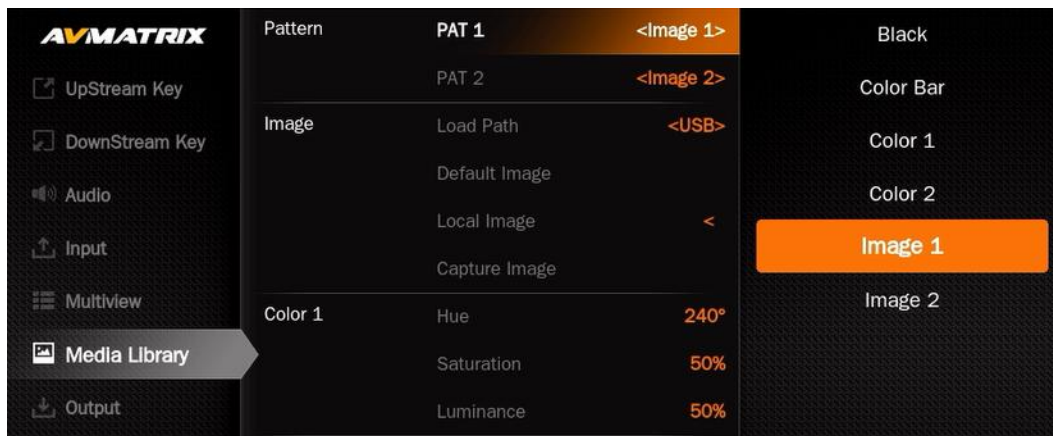 AVMATRIX
UpStream Key
DownStream Key
Audio
Input
Multiview
Media Library
Output
Pattern PAT 1 <Image 1>
PAT 2 <Image 2>
Image Load Path <USB>
Default Image
Local Image <
Capture Image
Color 1 Hue 240°
Saturation 50%
Luminance 50%
Black
Color Bar
Color 1
Color 2
Image 1
Image 2